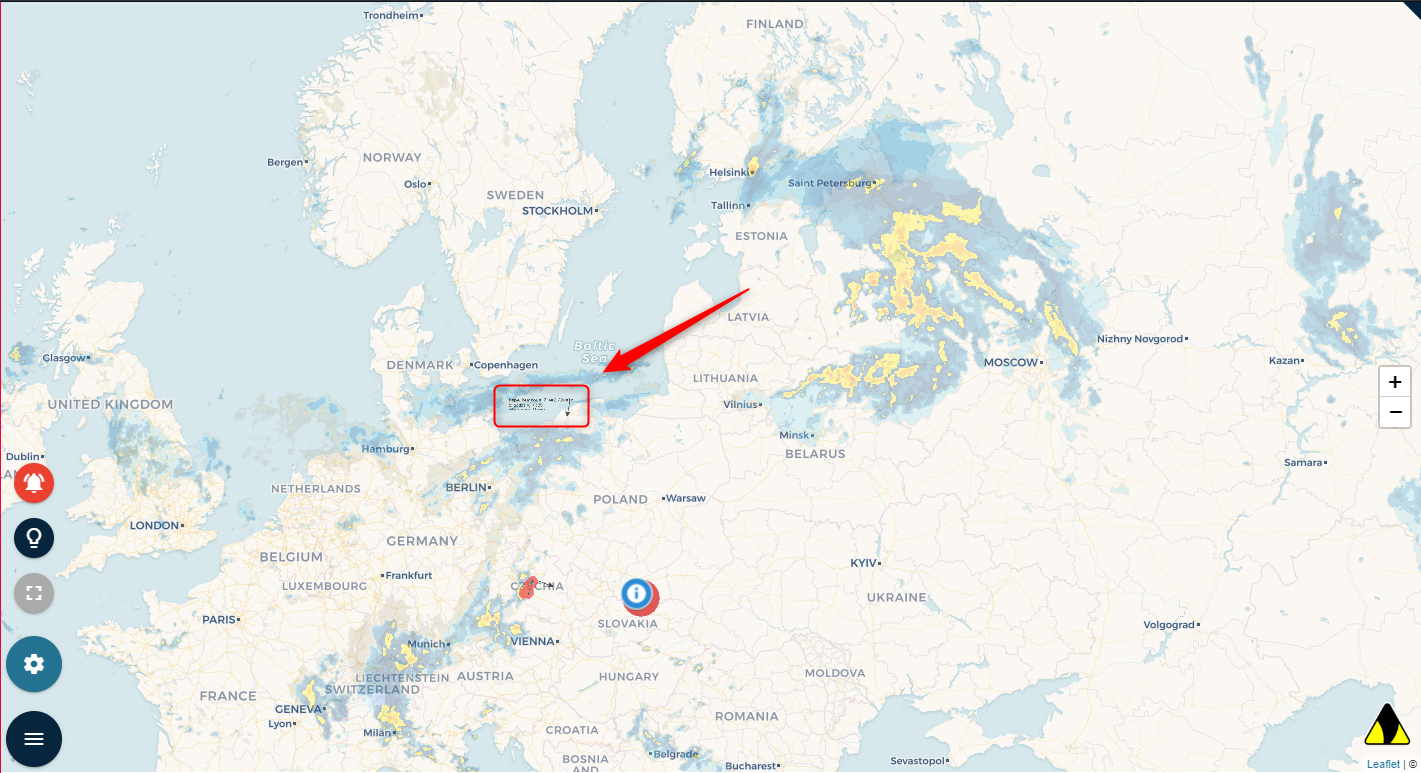 Trondheim
FINLAND
Bergen
NORWAY
Oslo
SWEDEN
STOCKHOLM
Helsinki
Saint Petersburg
Tallinn
ESTONIA
LATVIA
Baltic
Sea
Glasgow
DENMARK
Copenhagen
LITHUANIA
MOSCOW
Nizhny Novgorod
Kazan
UNITED KINGDOM
Vilnius
Minsk
BELARUS
Dublin
Hamburg
Samara
NETHERLANDS
BERLIN
POLAND
Warsaw
LONDON
GERMANY
BELGIUM
Frankfurt
LUXEMBOURG
KYIV
UKRAINE
PARIS
SLOVAKIA
Volgograd
Munich
VIENNA
LIECHTENSTEIN
AUSTRIA
HUNGARY
MOLDOVA
FRANCE
SWITZERLAND
GENEVA
Lyon
ROMANIA
Milan
CROATIA
Belgrade
BOSNIA
AND
Bucharest
Sevastopol
+
−
Leaflet | ©